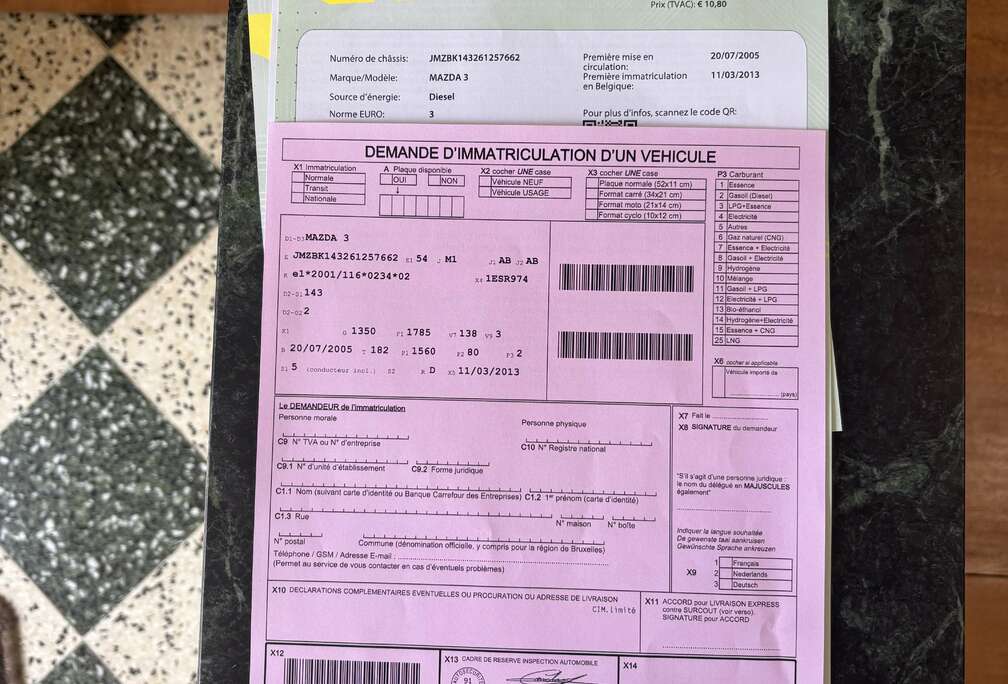 Prix (TVAC): € 10,80
Numéro de châssis: JMZBK143261257662 Première mise en circulation: 20/07/2005
Marque/Modèle: MAZDA 3 Première immatriculation en Belgique: 11/03/2013
Source d'énergie: Diesel
Norme EURO: 3 Pour plus d'infos, scannez le code QR:
DEMANDE D'IMMATRICULATION D'UN VEHICULE
X1 Immatriculation
Normale
Transit
Nationale
A Plaque disponible
OUI NON
X2 cocher UNE case
Véhicule NEUF
Véhicule USAGE
X3 cocher UNE case
Plaque normale (52x11 cm)
Format carré (34x21 cm)
Format moto (21x14 cm)
Format cyclo (10x12 cm)
P3 Carburant
1 Essence
2 Gasoil (Diesel)
3 LPG+Essence
4 Electricité
5 Autres
6 Gaz naturel (CNG)
7 Essence + Electricité
8 Gasoil + Electricité
9 Hydrogène
10 Mélange
11 Gasoil + LPG
12 Electricité + LPG
13 Bio-éthanol
14 Hydrogène+Electricité
15 Essence + CNG
25 LNG
D1-D3 MAZDA 3
E JMZBK143261257662 E1 54 J M1 J1 AB J2 AB
K e1*2001/116*0234*02 X4 1ESR974
D2-01 143
D2-02 2
K1 G 1350 F1 1785 V7 138 V9 3
B 20/07/2005 T 182 P1 1560 P2 80 P3 2
S1 5 (conducteur incl.) S2 R D X5 11/03/2013
X6 cocher si applicable
Véhicule importé de
(pays)
Le DEMANDEUR de l'immatriculation
Personne morale Personne physique
C9 N° TVA ou N° d'entreprise C10 N° Registre national
C9.1 N° d'unité d'établissement C9.2 Forme juridique
C1.1 Nom (suivant carte d'identité ou Banque Carrefour des Entreprises) C1.2 1er prénom (carte d'identité)
C1.3 Rue N° maison N° boîte
N° postal Commune (dénomination officielle, y compris pour la région de Bruxelles)
Téléphone / GSM / Adresse E-mail :
(Permet au service de vous contacter en cas d'éventuels problèmes)
X7 Fait le
X8 SIGNATURE du demandeur
"S'il s'agit d'une personne juridique :
le nom du délégué en MAJUSCULES
également"
Indiquer la langue souhaitée
De gewenste taal aankruisen
Gewünschte Sprache ankreuzen
X9
1 Français
2 Nederlands
3 Deutsch
X10 DECLARATIONS COMPLEMENTAIRES EVENTUELLES OU PROCURATION OU ADRESSE DE LIVRAISON
CIM.limité
X11 ACCORD pour LIVRAISON EXPRESS
contre SURCOUT (voir verso).
SIGNATURE pour ACCORD
X12 X13 CADRE DE RESERVE INSPECTION AUTOMOBILE X14
AUTOSECURITE
91